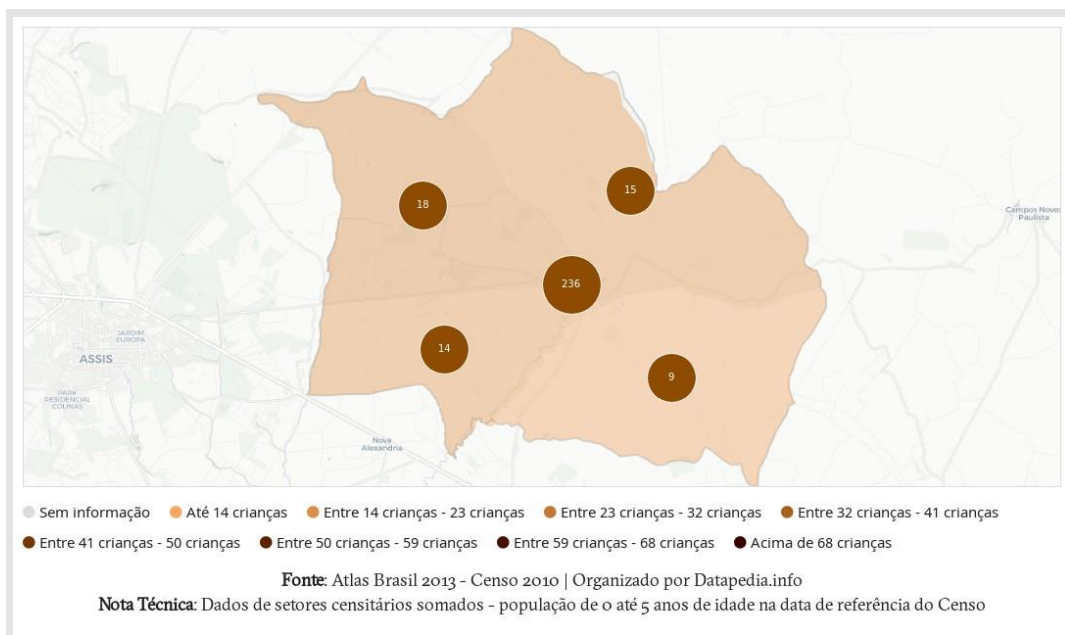 18
15
Campos Novos
Paulista
236
JARDIM
EUROPA
ASSIS
14
9
PARK
RESIDENCIAL
COLINAS
Nova
Alexandria
Sem informação Até 14 crianças Entre 14 crianças - 23 crianças Entre 23 crianças - 32 crianças Entre 32 crianças - 41 crianças
Entre 41 crianças - 50 crianças Entre 50 crianças - 59 crianças Entre 59 crianças - 68 crianças Acima de 68 crianças
Fonte: Atlas Brasil 2013 - Censo 2010 | Organizado por Datapedia.info
Nota Técnica: Dados de setores censitários somados - população de 0 até 5 anos de idade na data de referência do Censo